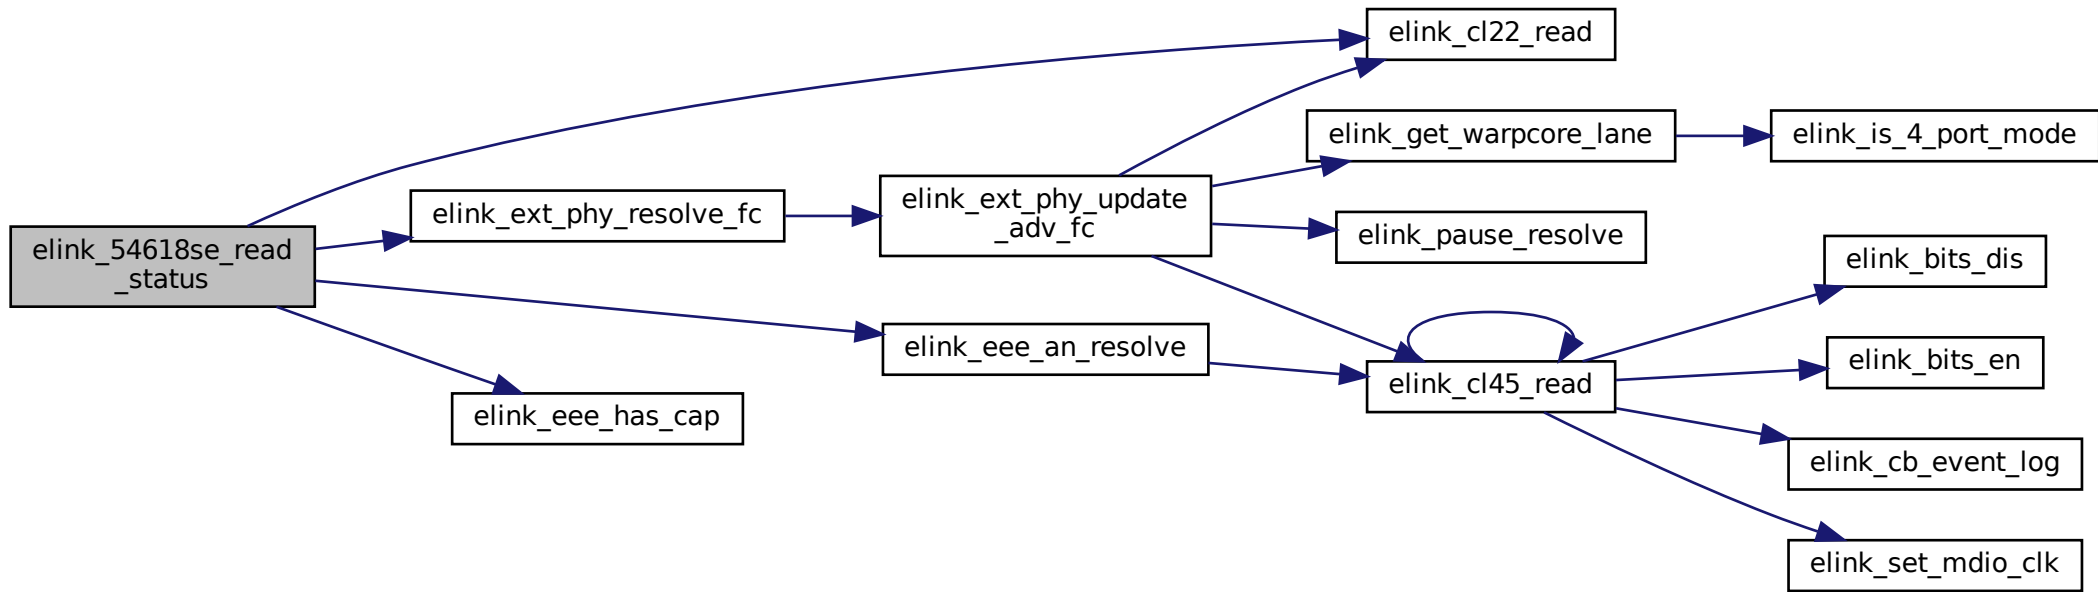 elink_54618se_read
_status
elink_cl22_read
elink_ext_phy_resolve_fc
elink_ext_phy_update
_adv_fc
elink_get_warpcore_lane
elink_is_4_port_mode
elink_pause_resolve
elink_eee_an_resolve
elink_cl45_read
elink_bits_dis
elink_bits_en
elink_cb_event_log
elink_set_mdio_clk
elink_eee_has_cap